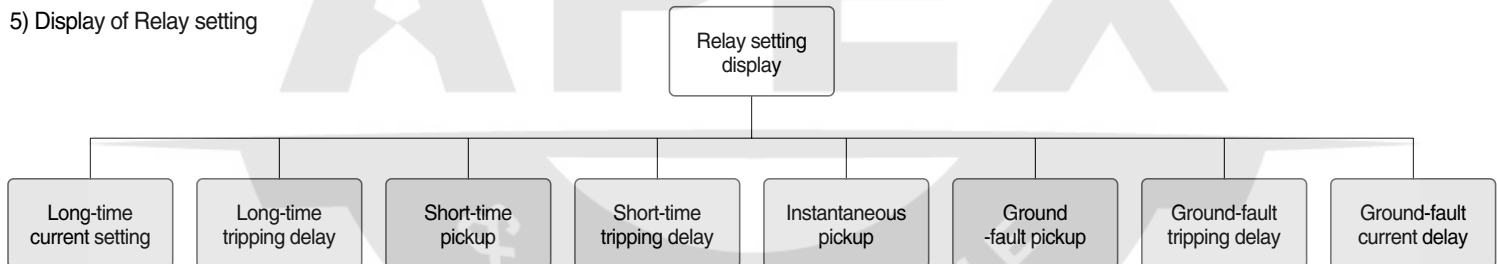 5) Display of Relay setting
Relay setting
display
Long-time
current setting
Long-time
tripping delay
Short-time
pickup
Short-time
tripping delay
Instantaneous
pickup
Ground
-fault pickup
Ground-fault
tripping delay
Ground-fault
current delay
APEX